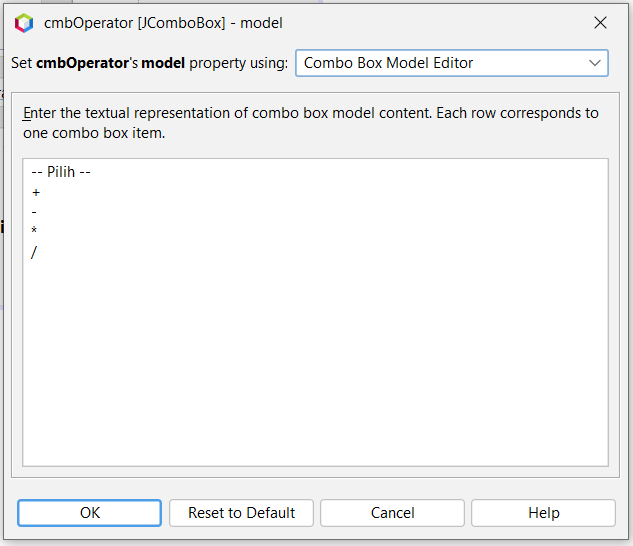 cmbOperator [JComboBox] - model
Set cmbOperator's model property using: Combo Box Model Editor
Enter the textual representation of combo box model content. Each row corresponds to
one combo box item.
-- Pilih --
+
-
*
/
OK Reset to Default Cancel Help